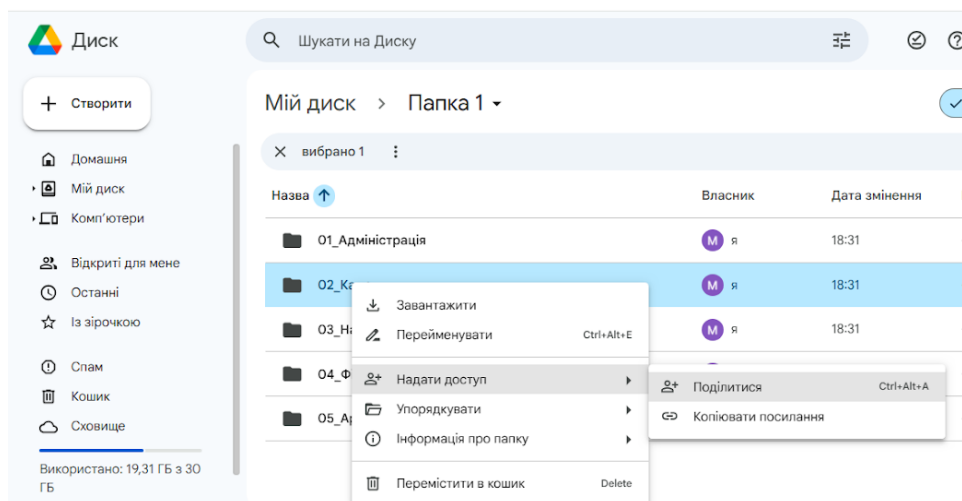 Диск
Шукати на Диску
Створити
Мій диск > Папка 1
вибрано 1
Домашня
Мій диск
Комп'ютери
Відкриті для мене
Останні
Із зірочкою
Спам
Кошик
Сховище
Використано: 19,31 ГБ з 30
ГБ
Назва Власник Дата змінення
01_Адміністрація М я 18:31
02_Ка М я 18:31
03_На М я 18:31
04_Ф
05_Ар
Завантажити
Перейменувати Ctrl+Alt+E
Надати доступ
Упорядкувати
Інформація про папку
Перемістити в кошик Delete
Поділитися Ctrl+Alt+A
Копіювати посилання